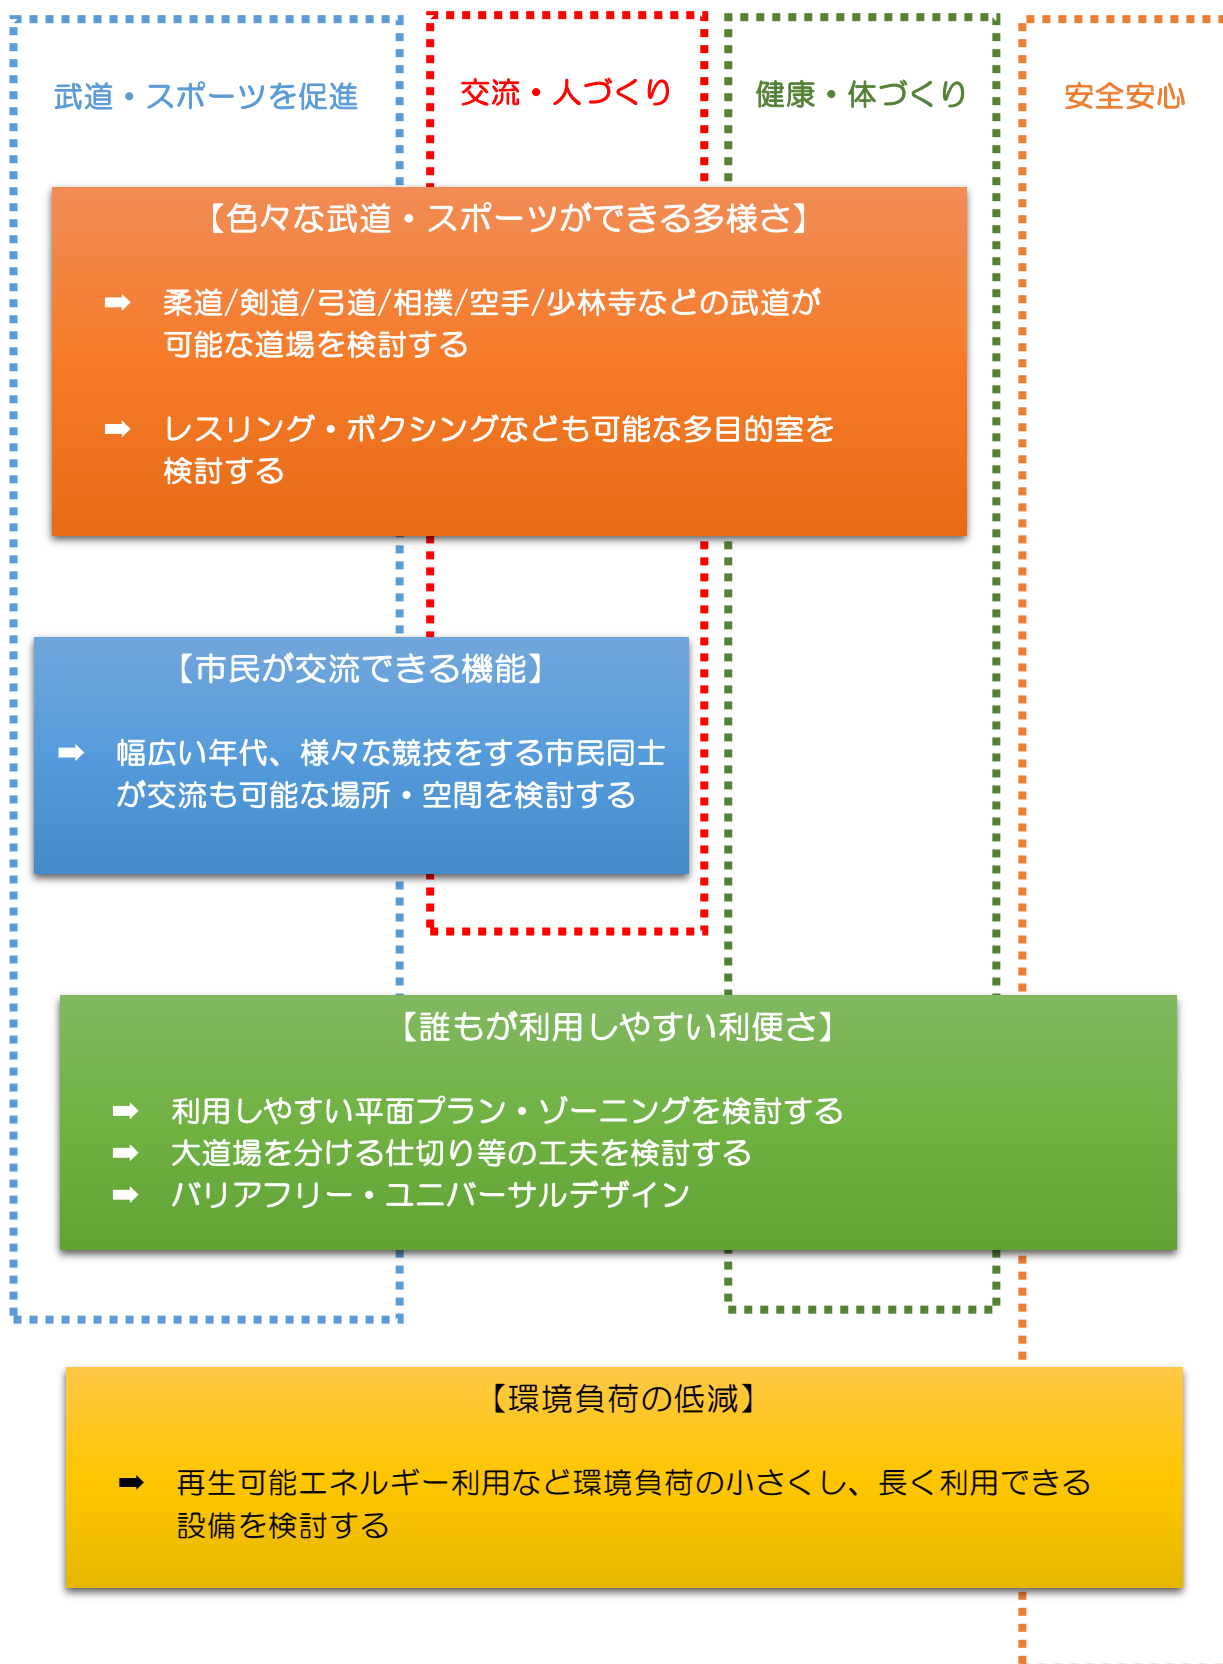 武道・スポーツを促進
交流・人づくり
健康・体づくり
安全安心
【色々な武道・スポーツができる多様さ】
➡ 柔道/剣道/弓道/相撲/空手/少林寺などの武道が
可能な道場を検討する
➡ レスリング・ボクシングなども可能な多目的室を
検討する
【市民が交流できる機能】
➡ 幅広い年代、様々な競技をする市民同士
が交流も可能な場所・空間を検討する
【誰もが利用しやすい利便さ】
➡ 利用しやすい平面プラン・ゾーニングを検討する
➡ 大道場を分ける仕切り等の工夫を検討する
➡ バリアフリー・ユニバーサルデザイン
【環境負荷の低減】
➡ 再生可能エネルギー利用など環境負荷の小さくし、長く利用できる
設備を検討する